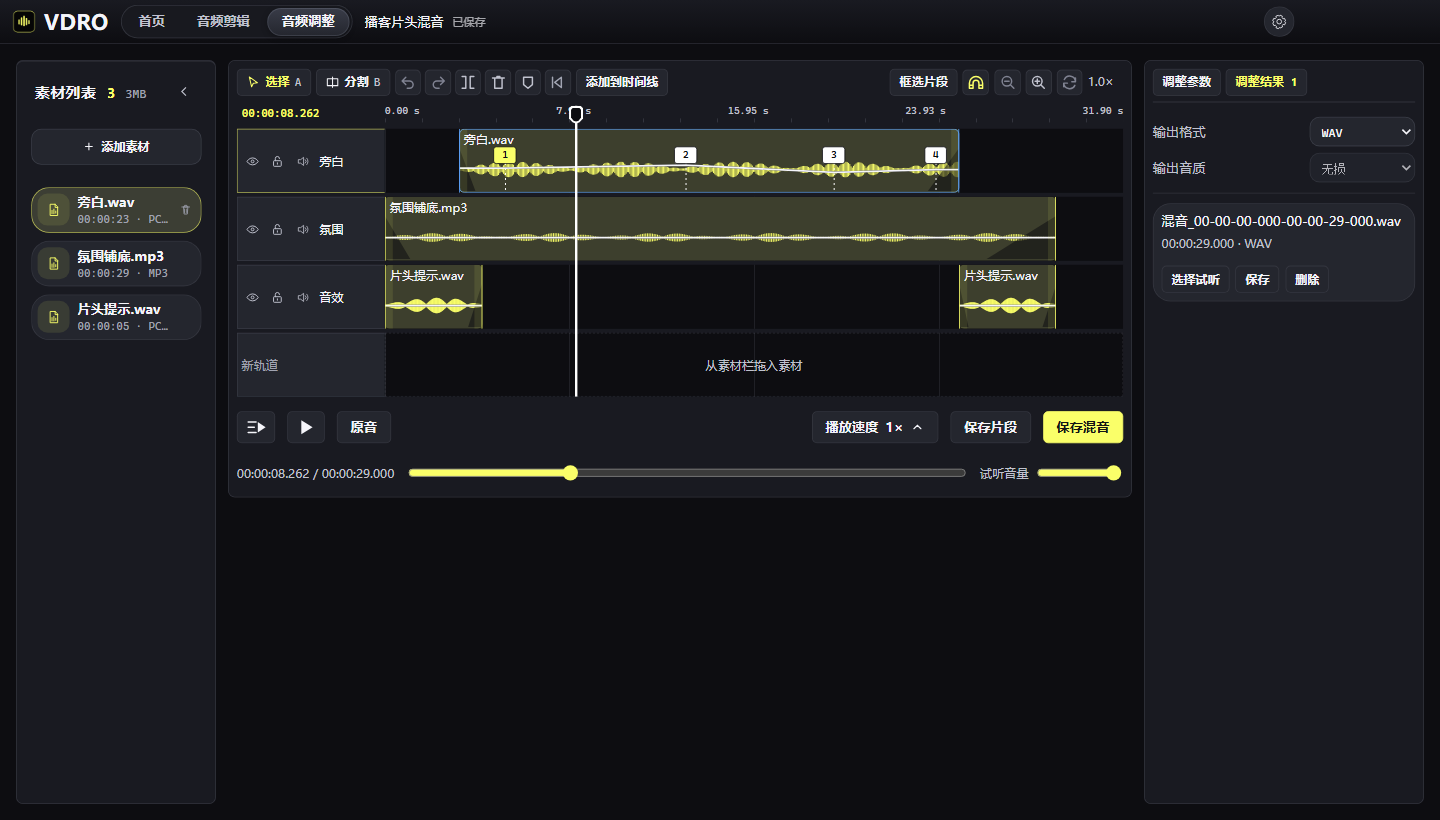 VDRO 首页 音频剪辑 音频调整 播客片头混音 已保存
素材列表 3 3MB
+ 添加素材
旁白.wav
00:00:23 · PC…
氛围铺底.mp3
00:00:29 · MP3
片头提示.wav
00:00:05 · PC…
选择 A 分割 B 添加到时间线 框选片段 1.0×
00:00:08.262 0.00 s 15.95 s 23.93 s 31.90 s
旁白 旁白.wav
1 2 3 4
氛围 氛围铺底.mp3
音效 片头提示.wav 片头提示.wav
新轨道 从素材栏拖入素材
原音 播放速度 1× 保存片段 保存混音
00:00:08.262 / 00:00:29.000 试听音量
调整参数 调整结果 1
输出格式 WAV
输出音质 无损
混音_00-00-00-000-00-00-29-000.wav
00:00:29.000 · WAV
选择试听 保存 删除